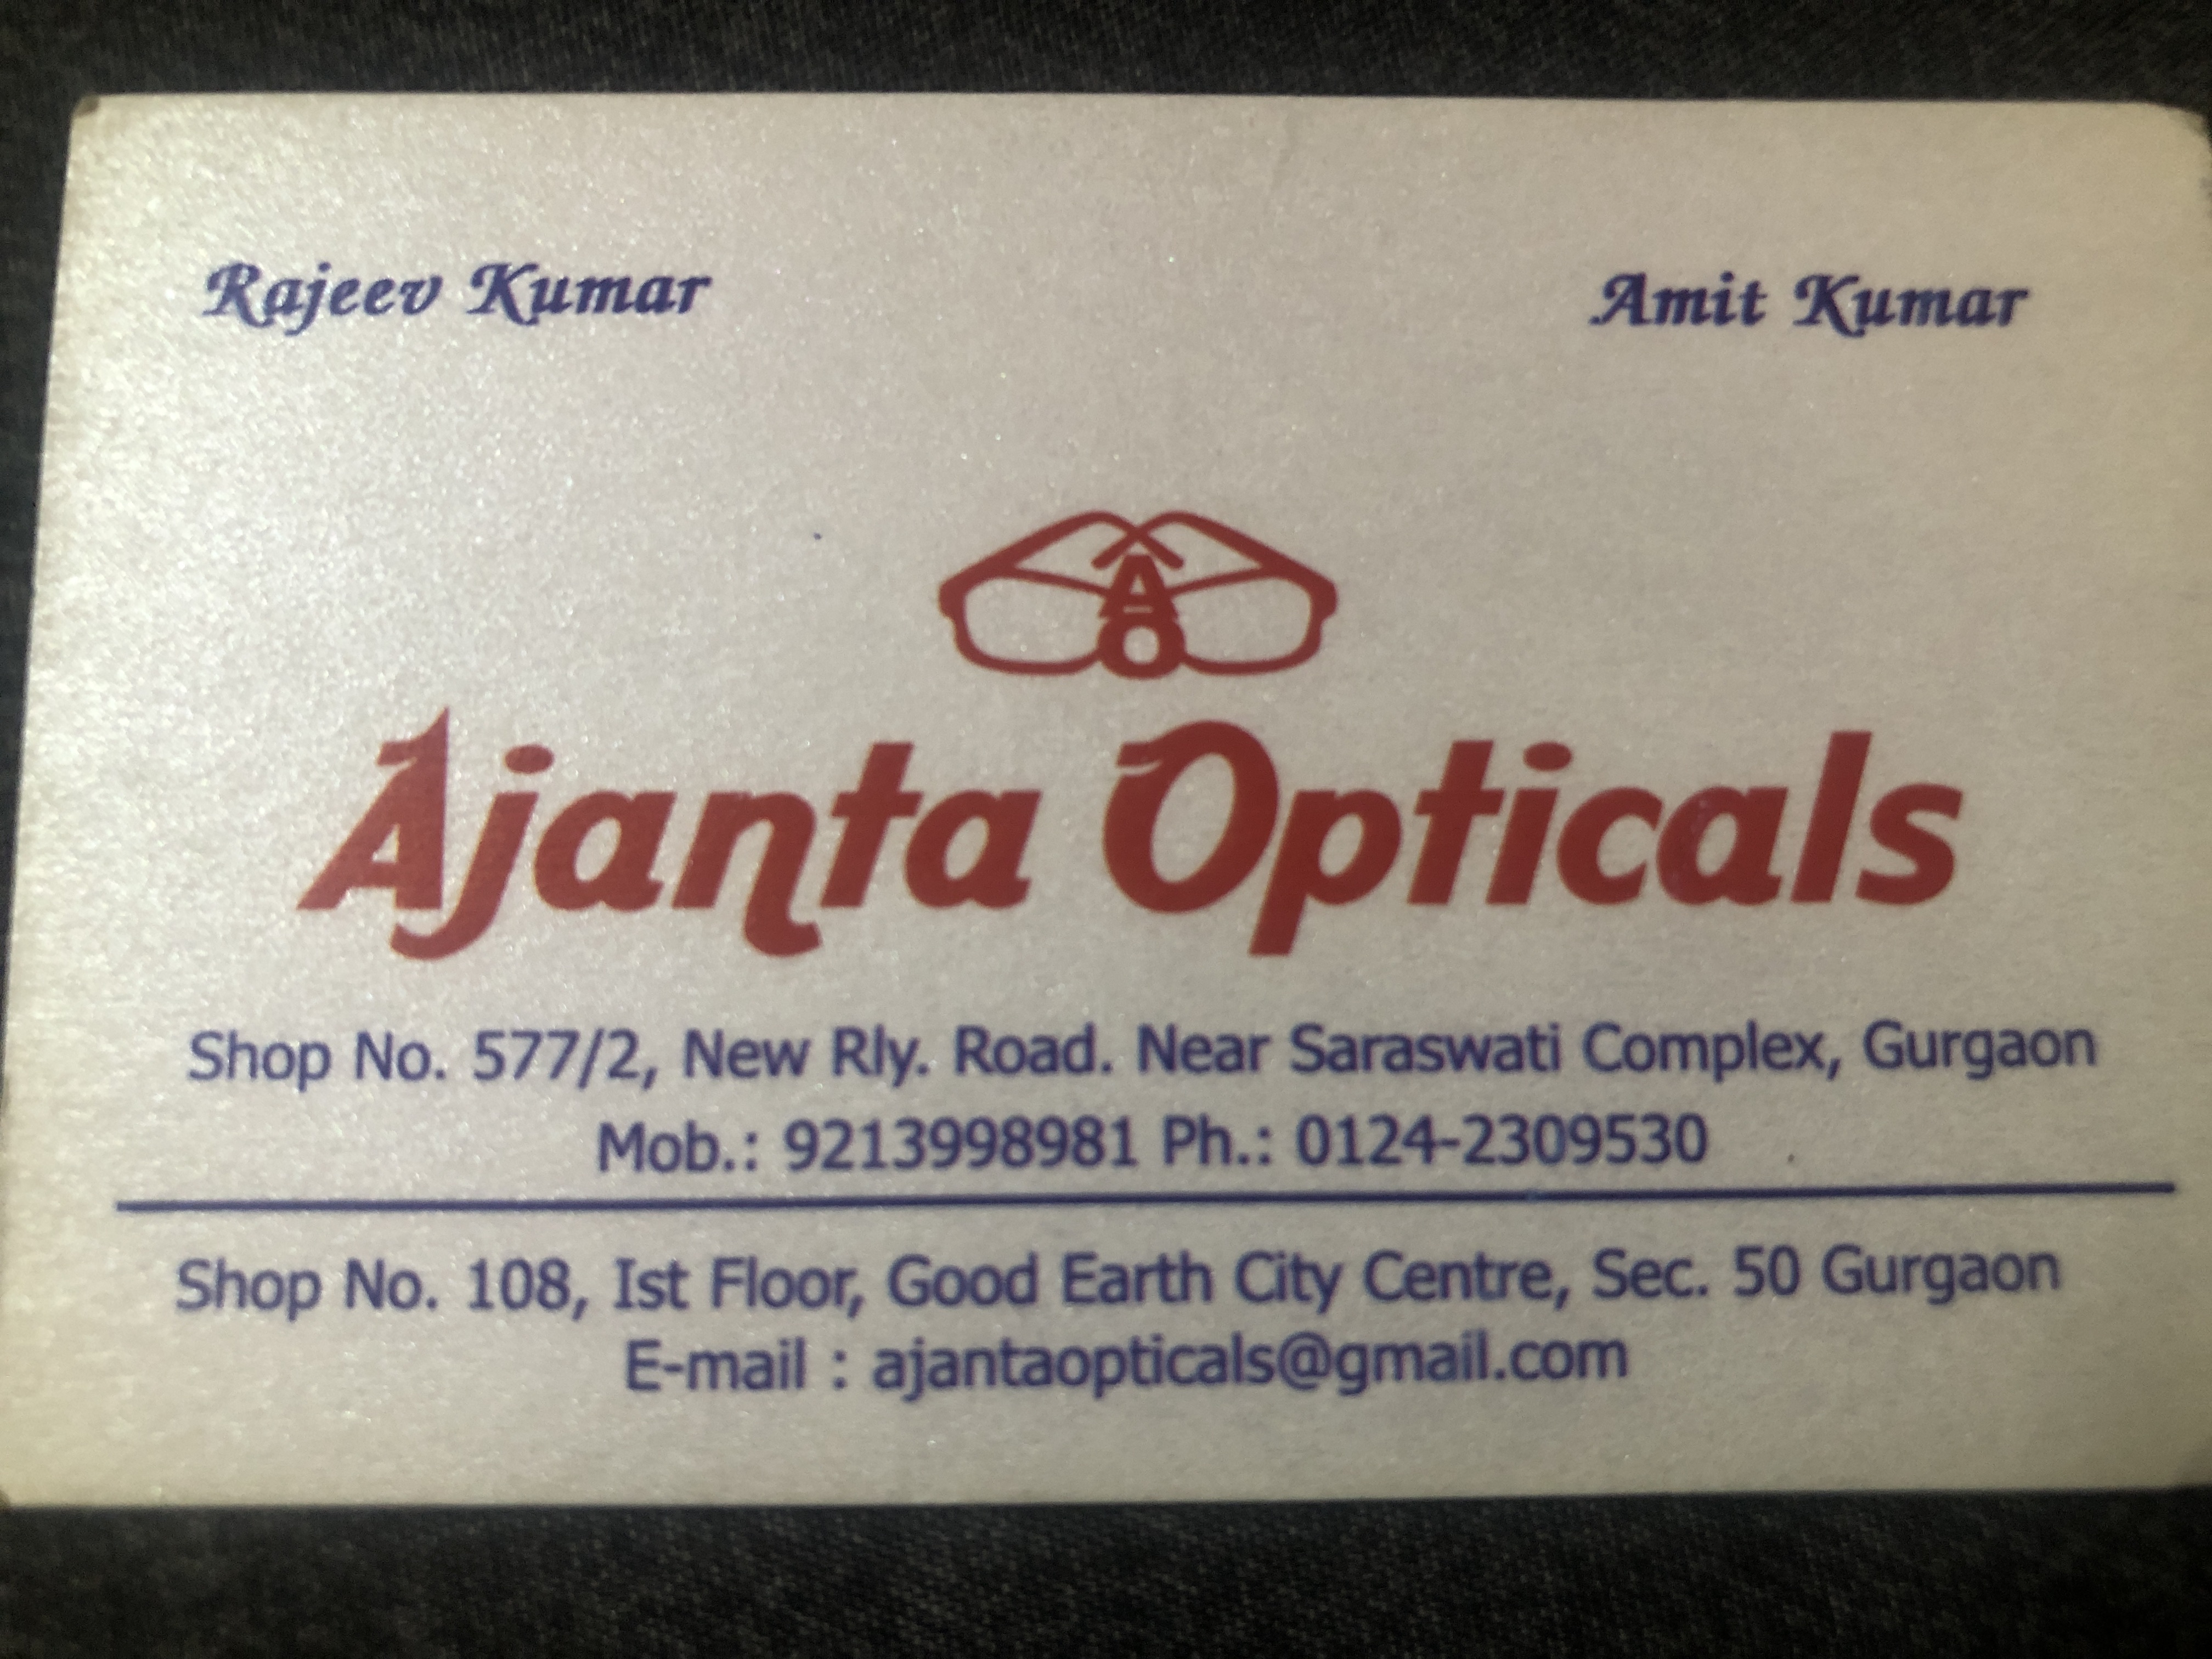 Rajeev Kumar Amit Kumar
A
O
Ajanta Opticals
Shop No. 577/2, New Rly. Road. Near Saraswati Complex, Gurgaon
Mob.: 9213998981 Ph.: 0124-2309530
Shop No. 108, Ist Floor, Good Earth City Centre, Sec. 50 Gurgaon
E-mail : ajantaopticals@gmail.com